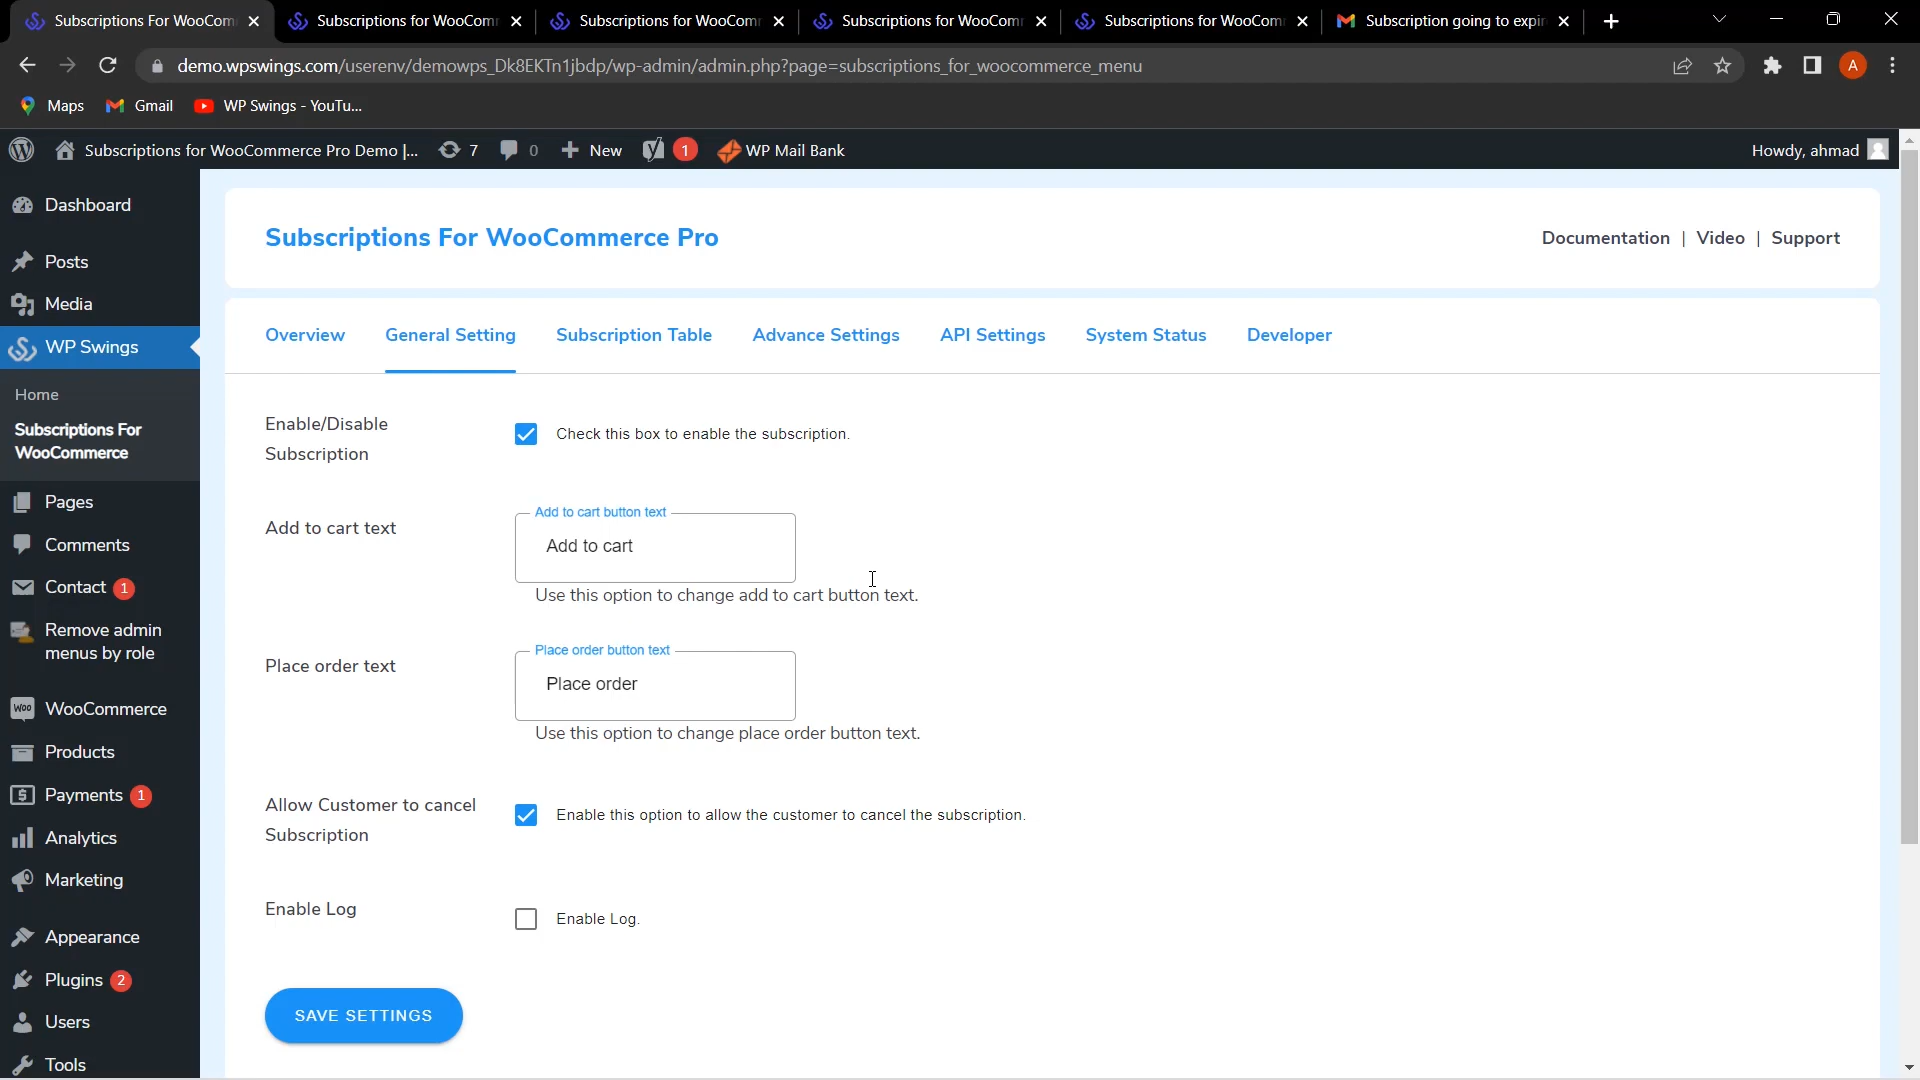 Subscriptions For WooCom
Subscriptions for WooCom
Subscriptions for WooCom
Subscriptions for WooCom
Subscriptions for WooCom
Subscription going to expir
demo.wpswings.com/userenv/demowps_Dk8EKTn1jbdp/wp-admin/admin.php?page=subscriptions_for_woocommerce_menu
A
Maps
Gmail
WP Swings - YouTu...
Subscriptions for WooCommerce Pro Demo |...
7
0
New
1
WP Mail Bank
Howdy, ahmad
Dashboard
Posts
Media
WP Swings
Home
Subscriptions For
WooCommerce
Pages
Comments
Contact 1
Remove admin
menus by role
Woo WooCommerce
Products
Payments 1
Analytics
Marketing
Appearance
Plugins 2
Users
Tools
Subscriptions For WooCommerce Pro
Documentation | Video | Support
Overview
General Setting
Subscription Table
Advance Settings
API Settings
System Status
Developer
Enable/Disable
Subscription
Check this box to enable the subscription.
Add to cart text
Add to cart button text
Add to cart
Use this option to change add to cart button text.
Place order text
Place order button text
Place order
Use this option to change place order button text.
Allow Customer to cancel
Subscription
Enable this option to allow the customer to cancel the subscription.
Enable Log
Enable Log.
SAVE SETTINGS